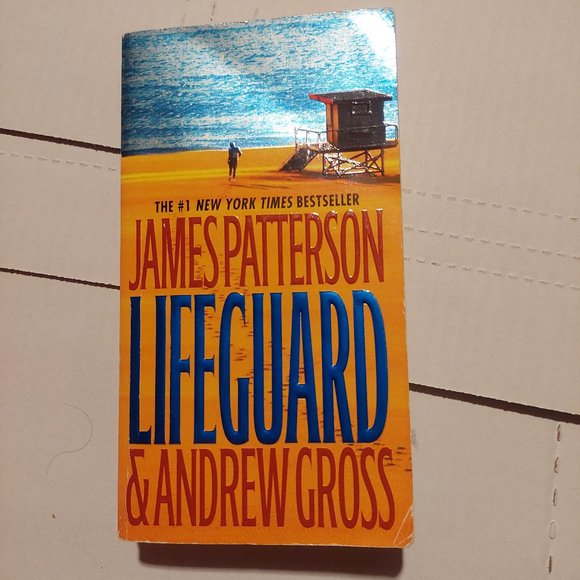 THE #1 NEW YORK TIMES BESTSELLER
JAMES PATTERSON
LIFEGUARD
& ANDREW GROSS